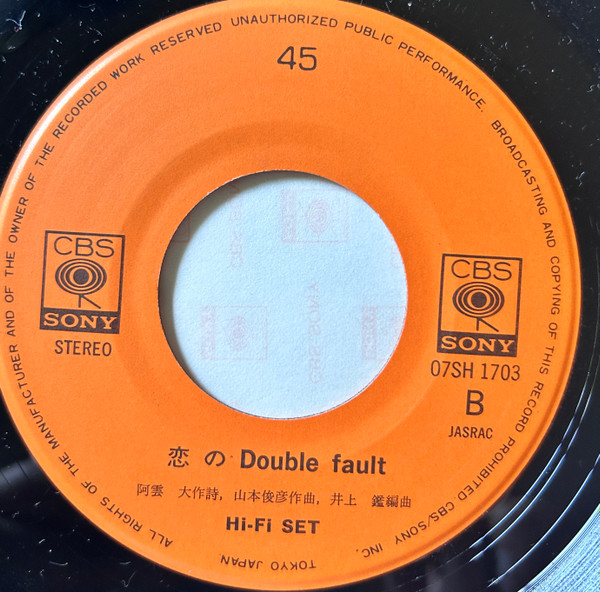 ALL RIGHTS OF THE MANUFACTURER AND OF THE OWNER OF THE RECORDED WORK RESERVED UNAUTHORIZED PUBLIC PERFORMANCE. BROADCASTING AND COPYING OF THIS RECORD PROHIBITED CBS/SONY INC. TOKYO JAPAN.
45
CBS
SONY
STEREO
CBS
SONY
07SH 1703
B
JASRAC
恋の Double fault
阿雲 大作詩, 山本俊彦作曲, 井上 鑑編曲
Hi-Fi SET